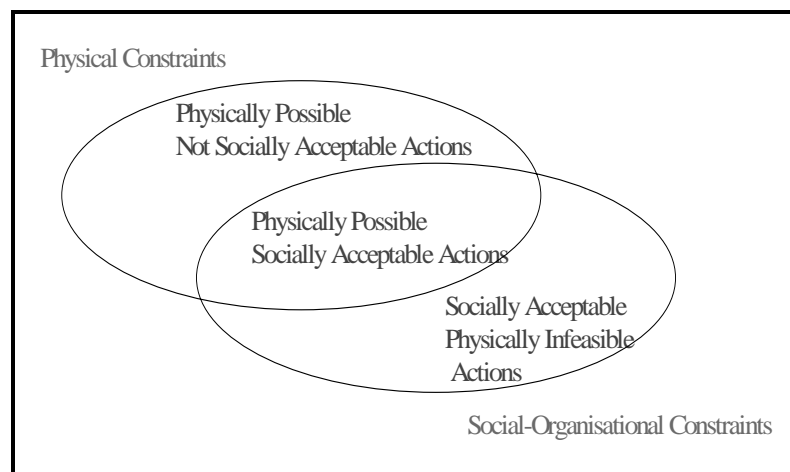 Physical Constraints
Physically Possible
Not Socially Acceptable Actions
Physically Possible
Socially Acceptable Actions
Socially Acceptable
Physically Infeasible
Actions
Social-Organisational Constraints